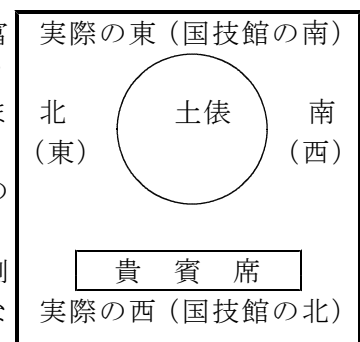 実際の東（国技館の南）
北 土俵 南
（東） （西）
貴賓席
実際の西（国技館の北）